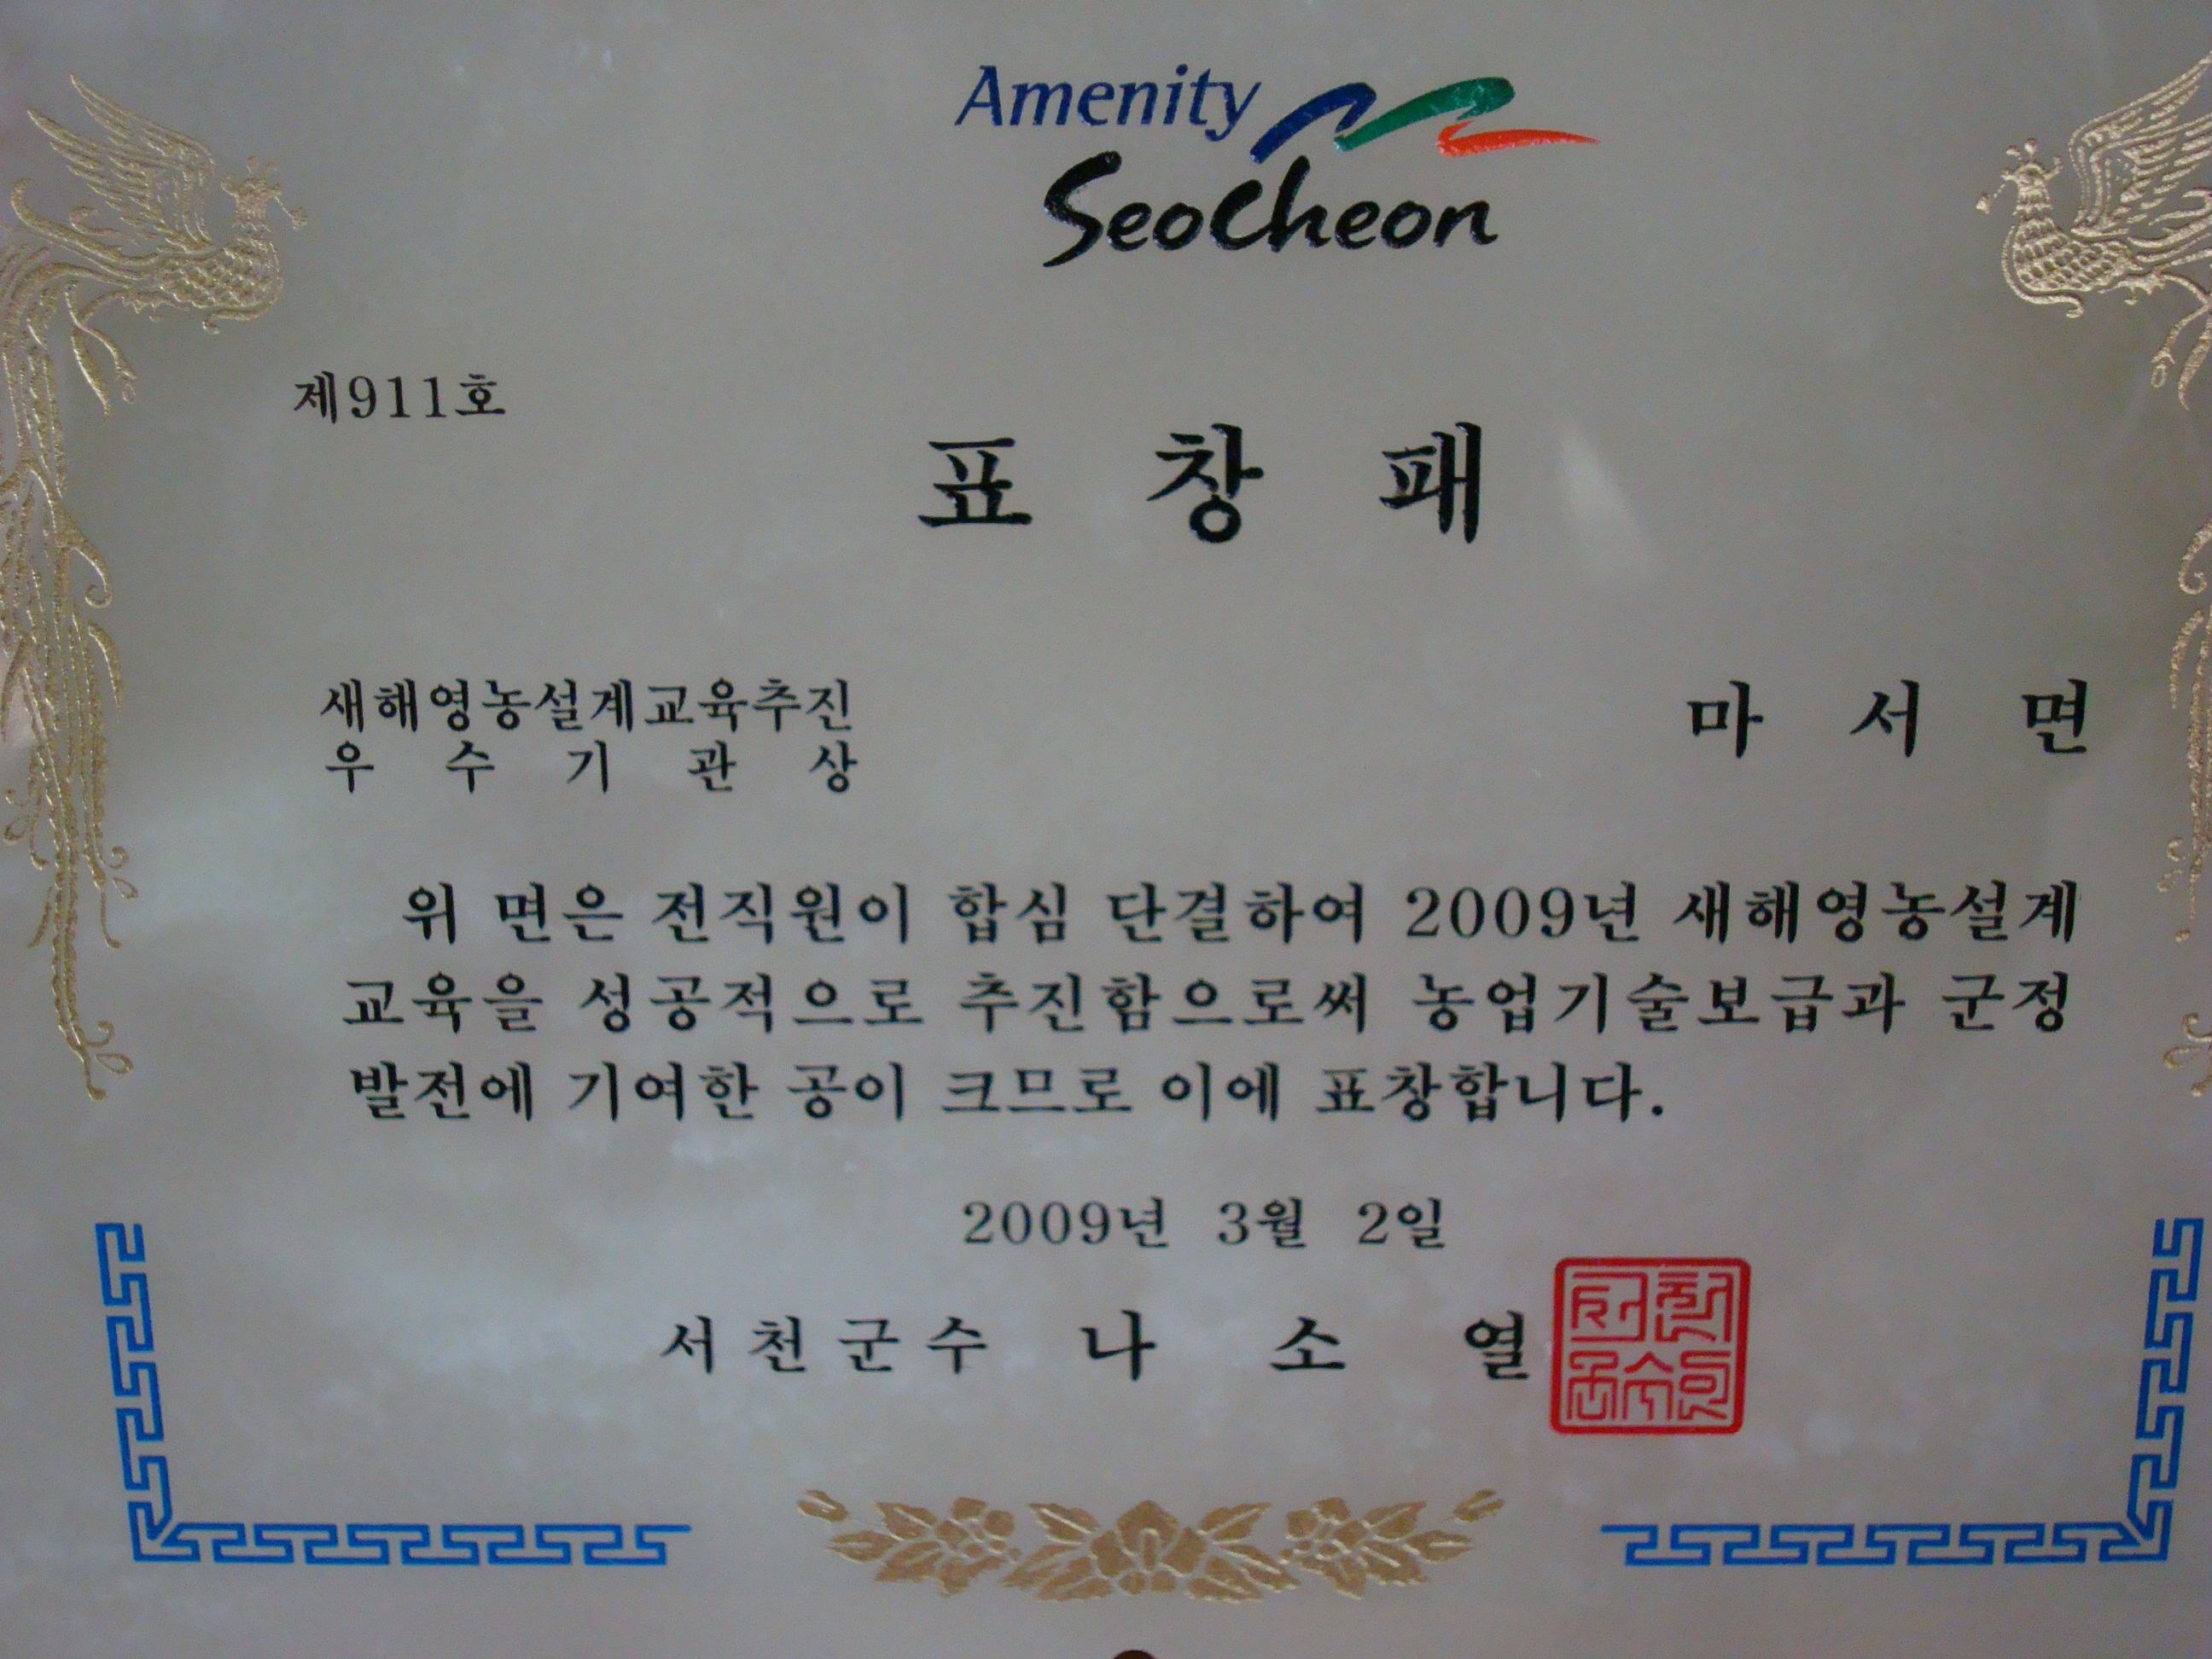 Amenity
Seocheon
제911호
표 창 패
새해영농설계교육추진
우 수 기 관 상
마 서 면
위 면은 전직원이 합심 단결하여 2009년 새해영농설계
교육을 성공적으로 추진함으로써 농업기술보급과 군정
발전에 기여한 공이 크므로 이에 표창합니다.
2009년 3월 2일
서천군수 나 소 열